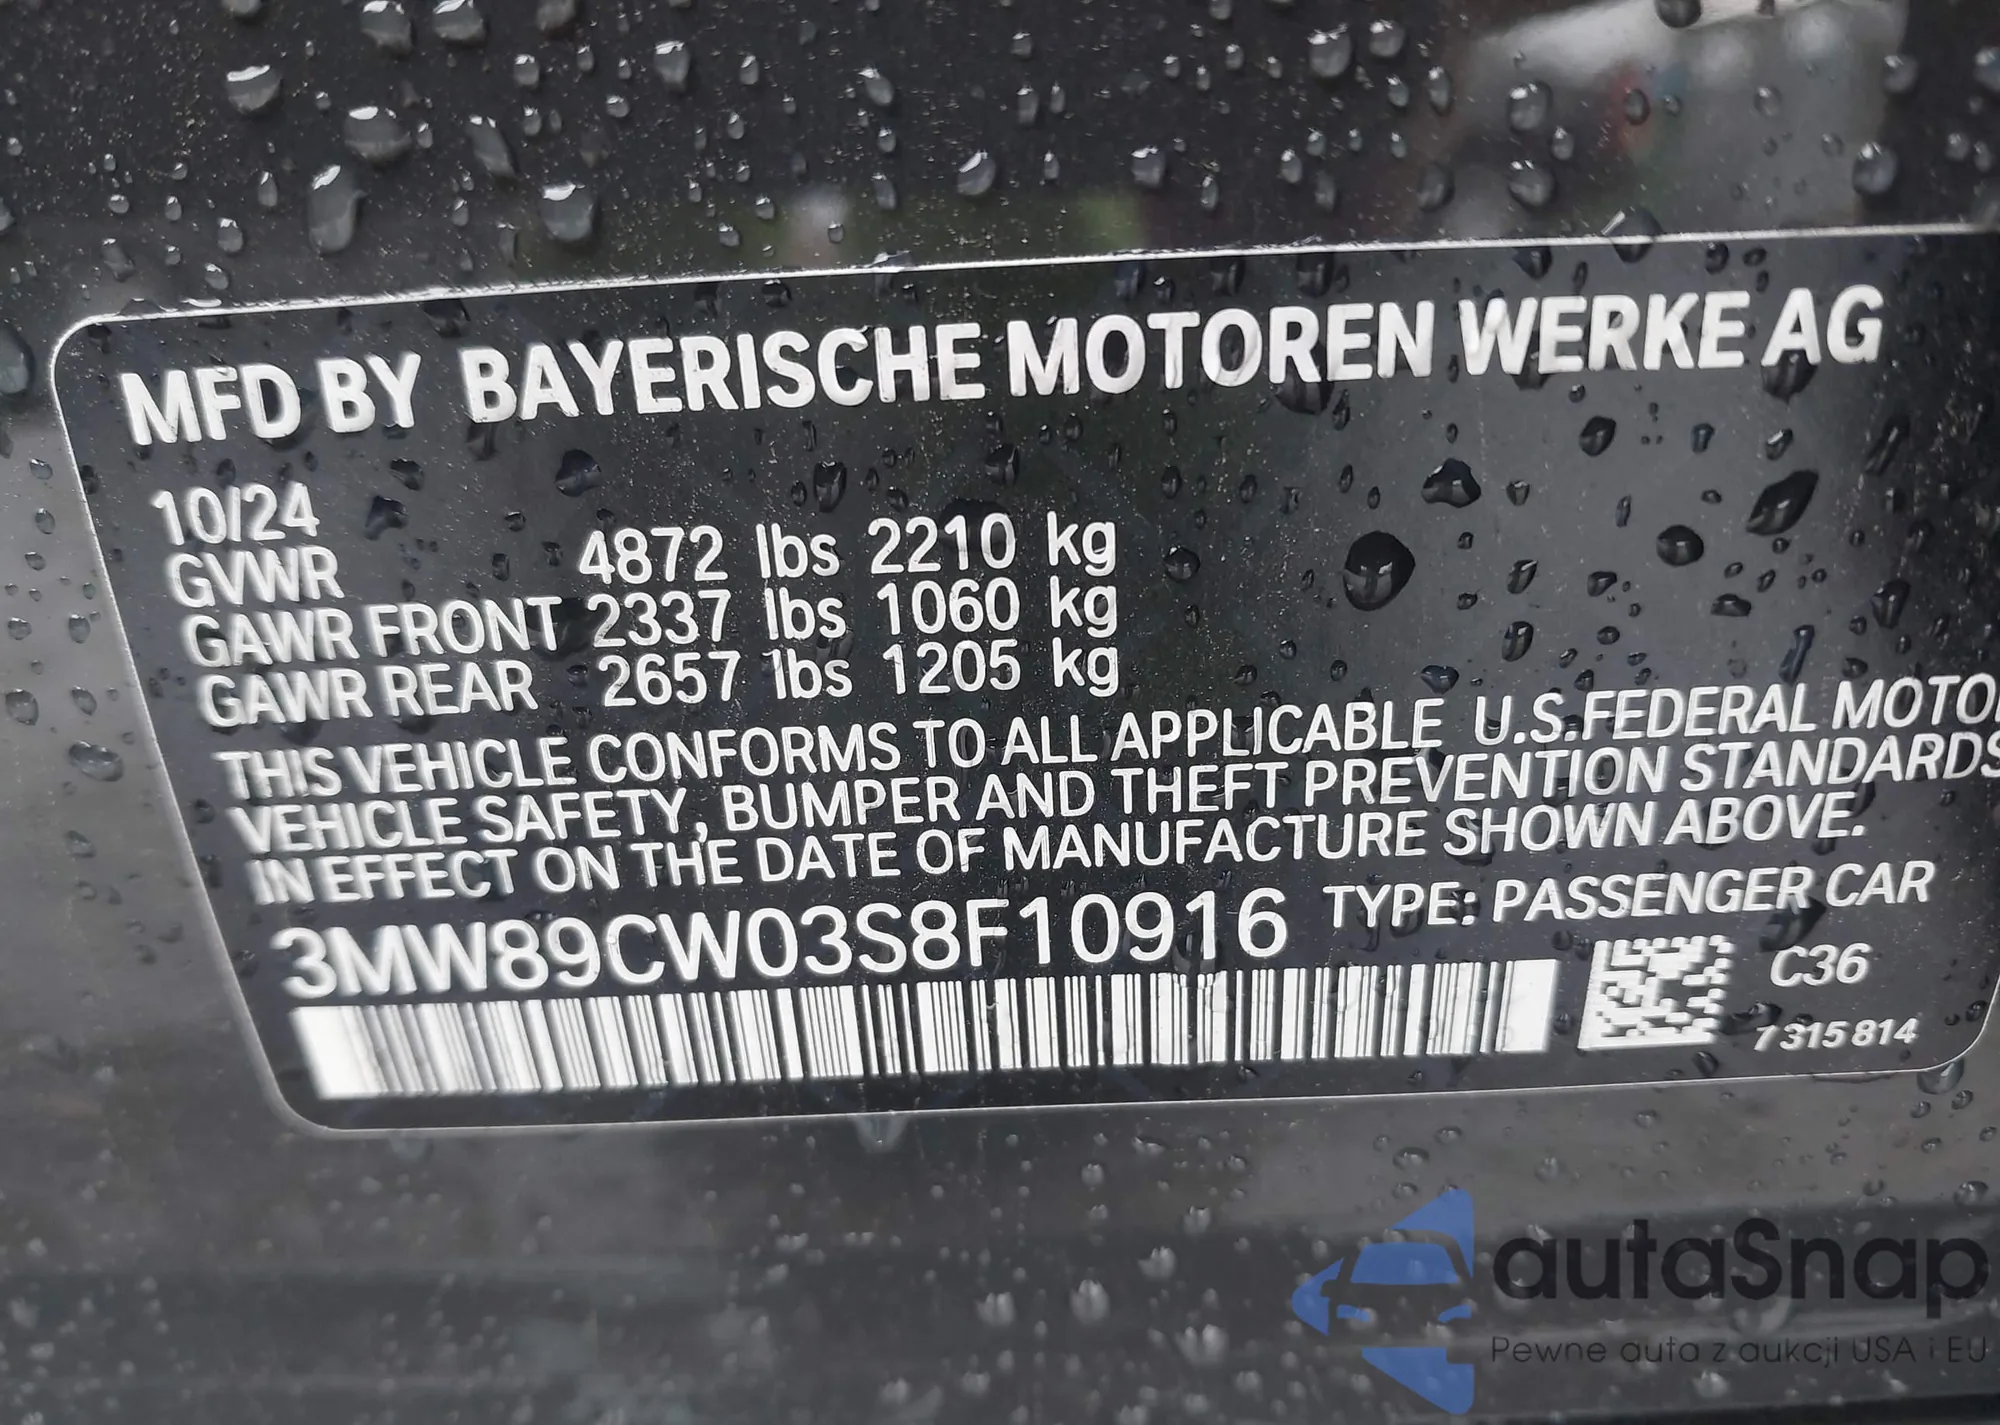 MFD BY BAYERISCHE MOTOREN WERKE AG
10/24
GVWR 4872 lbs 2210 kg
GAWR FRONT 2337 lbs 1060 kg
GAWR REAR 2657 lbs 1205 kg
THIS VEHICLE CONFORMS TO ALL APPLICABLE U.S.FEDERAL MOTO
VEHICLE SAFETY, BUMPER AND THEFT PREVENTION STANDARDS
IN EFFECT ON THE DATE OF MANUFACTURE SHOWN ABOVE.
3MW89CW03S8F10916 TYPE: PASSENGER CAR
C36
7 315 814
autaSnap
Pewne auta z aukcji USA i EU